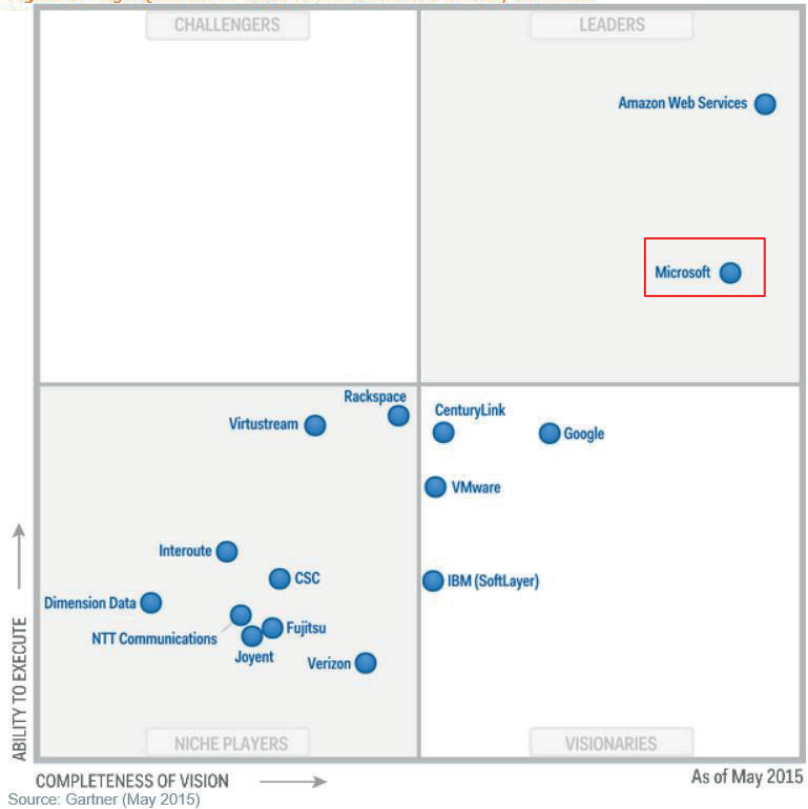 CHALLENGERS
LEADERS
Amazon Web Services
Microsoft
Rackspace
CenturyLink
Virtustream
Google
VMware
Interoute
CSC
IBM (SoftLayer)
Dimension Data
Fujitsu
NTT Communications
Joyent
Verizon
ABILITY TO EXECUTE
NICHE PLAYERS
VISIONARIES
COMPLETENESS OF VISION
As of May 2015
Source: Gartner (May 2015)